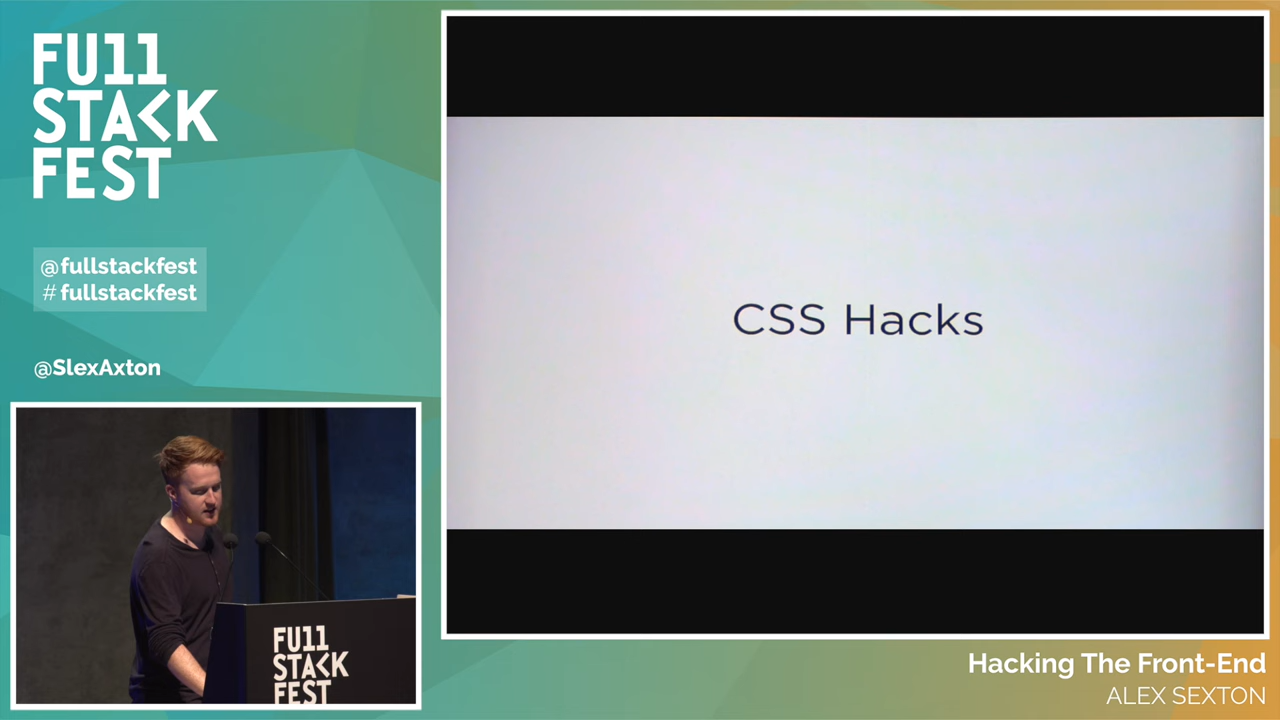 FU11
STACK
FEST
@fullstackfest
# fullstackfest
@SlexAxton
CSS Hacks
FU11
STACK
FEST
Hacking The Front-End
ALEX SEXTON